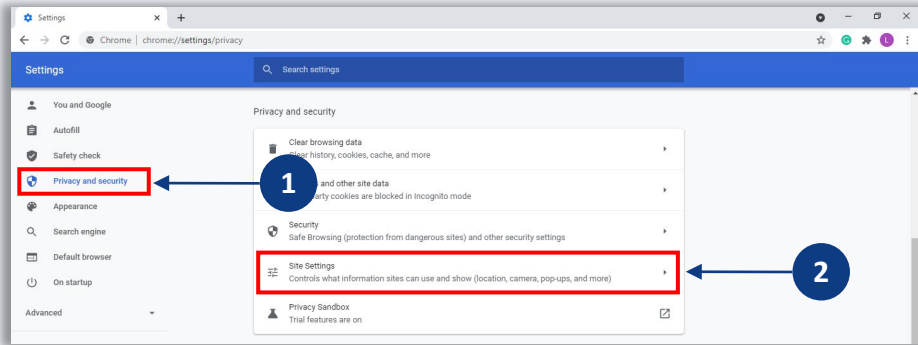 Settings
Chrome | chrome://settings/privacy
L
Settings
Search settings
You and Google
Autofill
Safety check
Privacy and security
Appearance
Search engine
Default browser
On startup
Advanced
Privacy and security
Clear browsing data
Clear history, cookies, cache, and more
and other site data
cookies are blocked in Incognito mode
Security
Safe Browsing (protection from dangerous sites) and other security settings
Site Settings
Controls what information sites can use and show (location, camera, pop-ups, and more)
Privacy Sandbox
Trial features are on
1
2